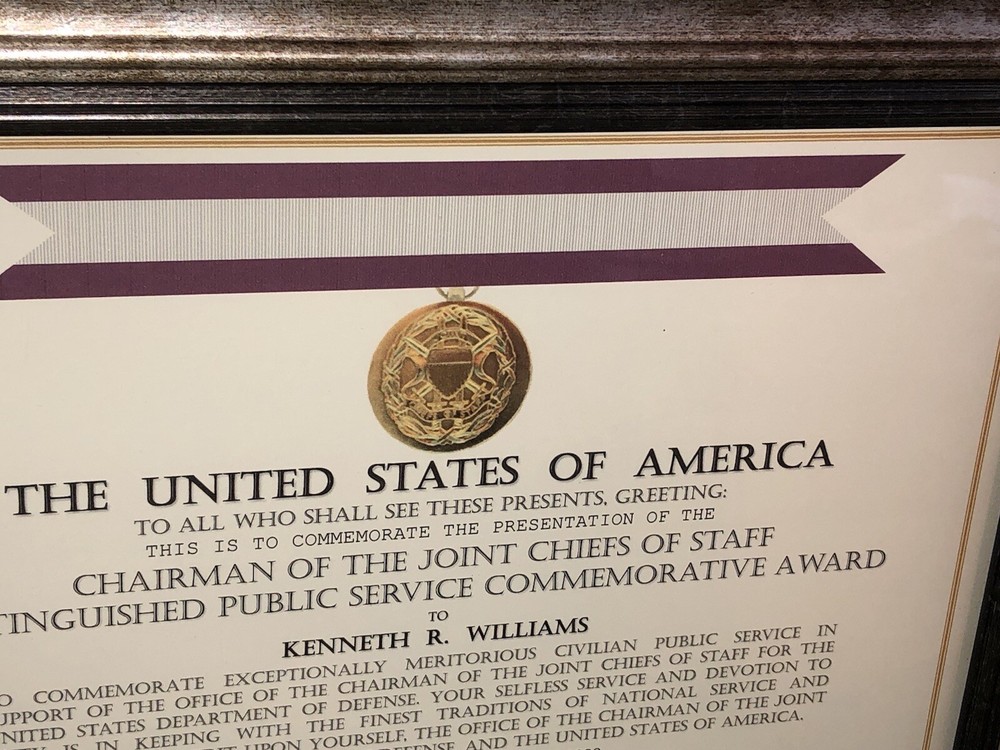 THE UNITED STATES OF AMERICA
TO ALL WHO SHALL SEE THESE PRESENTS, GREETING:
THIS IS TO COMMEMORATE THE PRESENTATION OF THE
CHAIRMAN OF THE JOINT CHIEFS OF STAFF
TINGUISHED PUBLIC SERVICE COMMEMORATIVE AWARD
TO
KENNETH R. WILLIAMS
O COMMEMORATE EXCEPTIONALLY MERITORIOUS CIVILIAN PUBLIC SERVICE IN
UPPORT OF THE OFFICE OF THE CHAIRMAN OF THE JOINT CHIEFS OF STAFF FOR THE
NITED STATES DEPARTMENT OF DEFENSE. YOUR SELFLESS SERVICE AND DEVOTION TO
TY IS IN KEEPING WITH THE FINEST TRADITIONS OF NATIONAL SERVICE AND
IT UPON YOURSELF, THE OFFICE OF THE CHAIRMAN OF THE JOINT
DEFENSE AND THE UNITED STATES OF AMERICA.